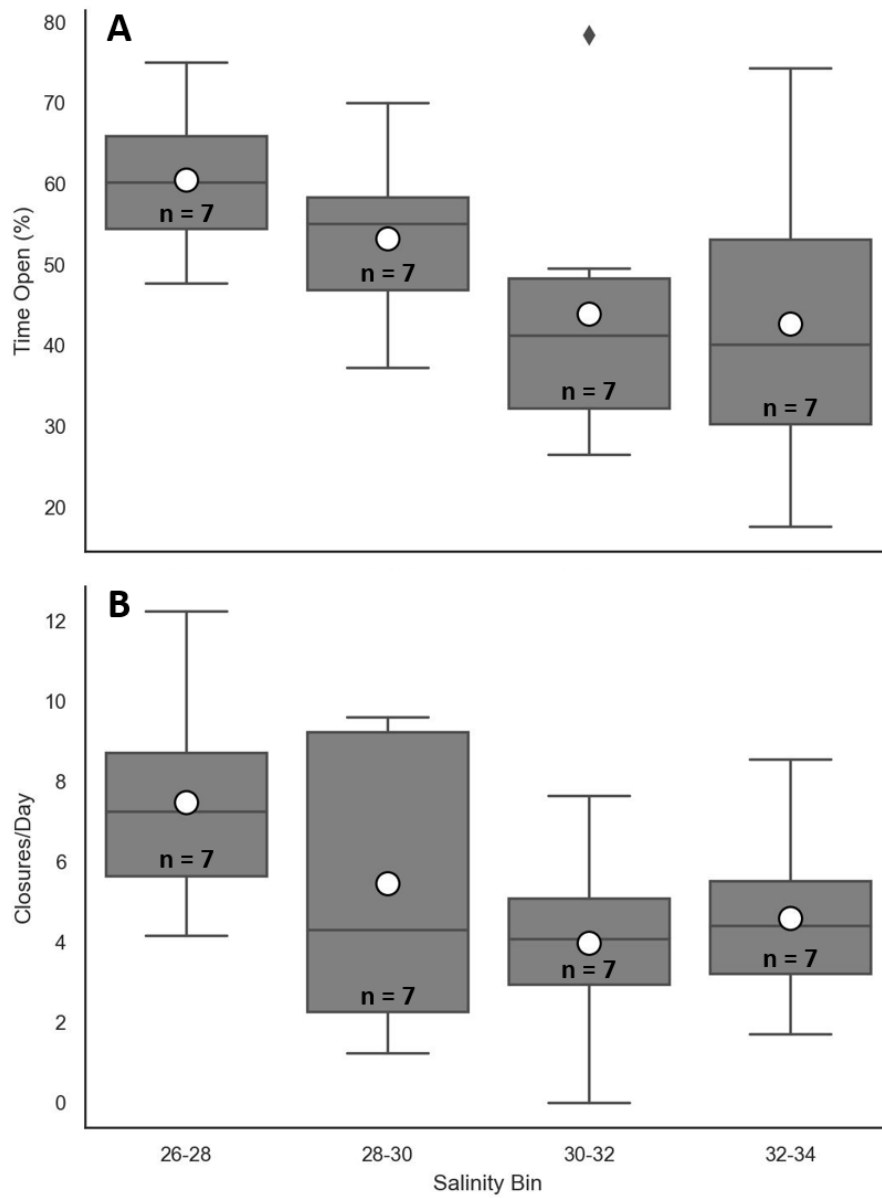 A
80
70
60
50
40
30
20
Time Open (%)
n = 7
n = 7
n = 7
n = 7
B
12
10
8
6
4
2
0
Closures/Day
n = 7
n = 7
n = 7
n = 7
26-28 28-30 30-32 32-34
Salinity Bin